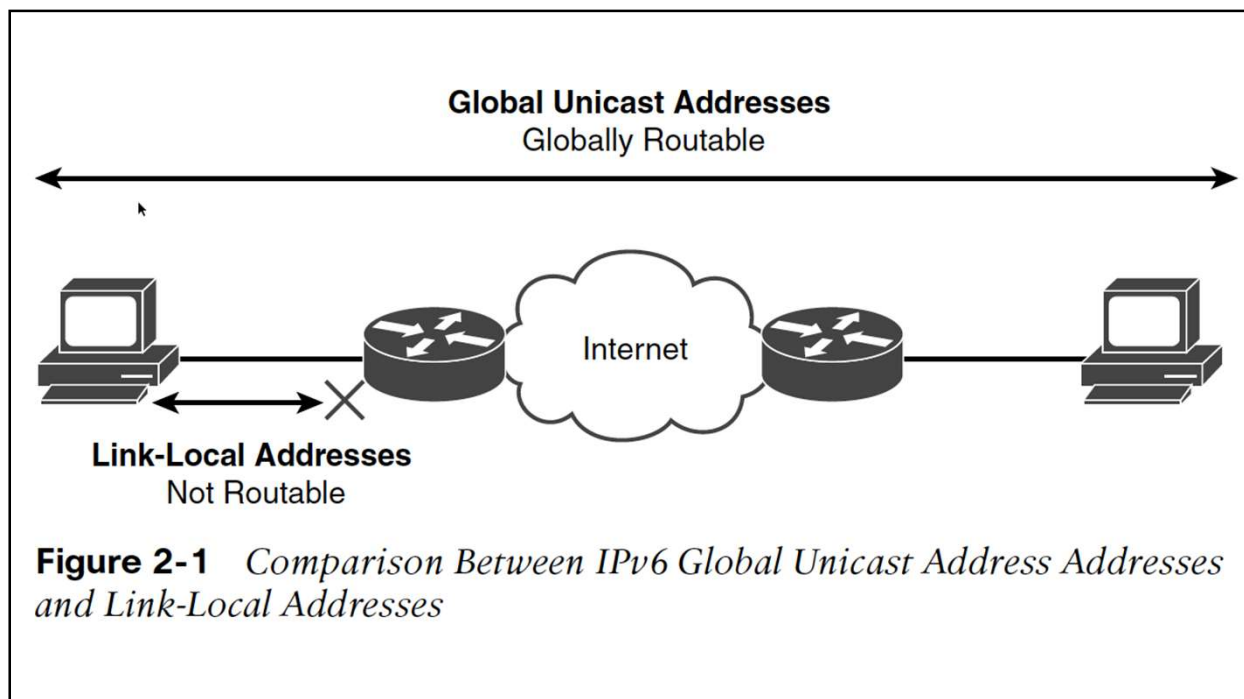 Global Unicast Addresses
Globally Routable
Internet
Link-Local Addresses
Not Routable
Figure 2-1 Comparison Between IPv6 Global Unicast Address Addresses
and Link-Local Addresses